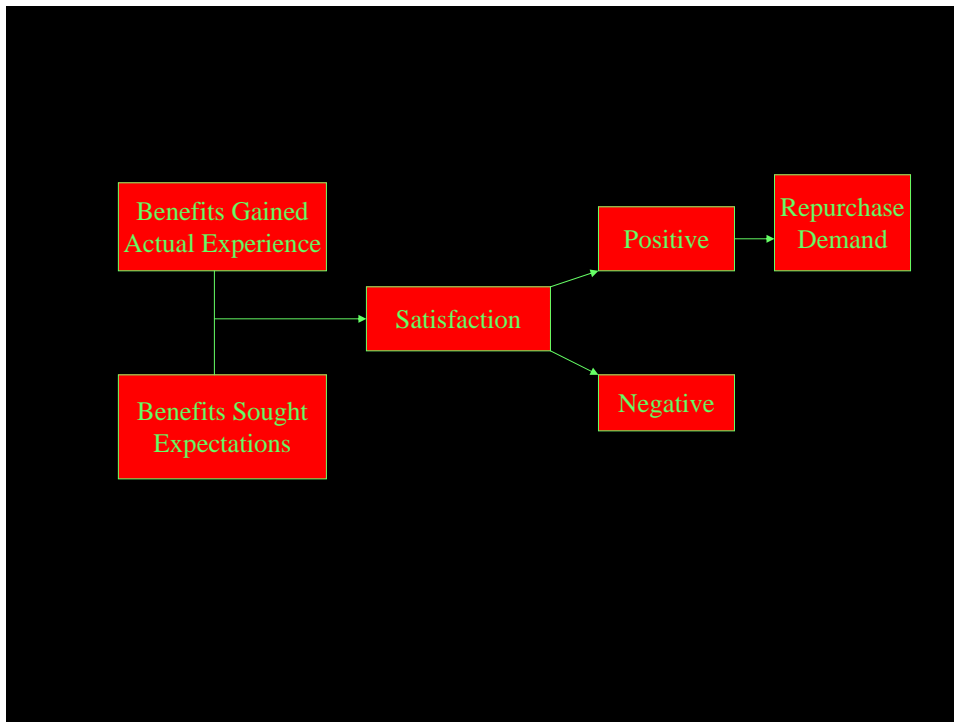 Benefits Gained
Actual Experience
Benefits Sought
Expectations
Satisfaction
Positive
Negative
Repurchase
Demand